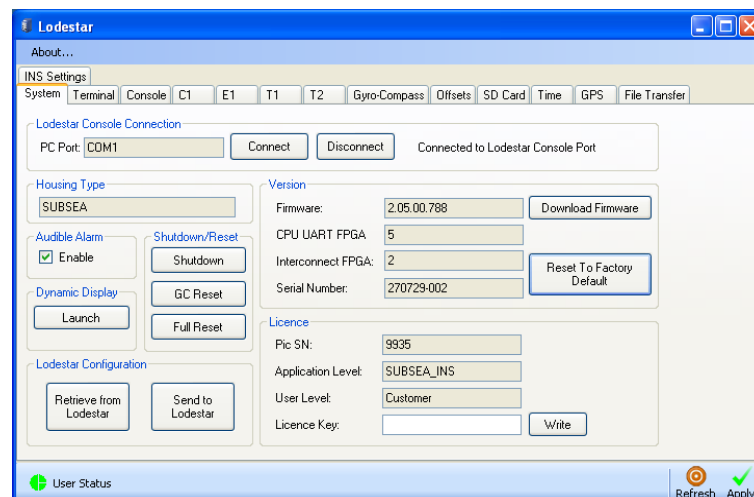 Lodestar
About...
INS Settings
System Terminal Console C1 E1 T1 T2 Gyro-Compass Offsets SD Card Time GPS File Transfer
Lodestar Console Connection
PC Port: COM1 Connect Disconnect Connected to Lodestar Console Port
Housing Type
SUBSEA
Audible Alarm
Enable
Dynamic Display
Launch
Shutdown/Reset
Shutdown
GC Reset
Full Reset
Lodestar Configuration
Retrieve from
Lodestar
Send to
Lodestar
Version
Firmware: 2.05.00.788 Download Firmware
CPU UART FPGA 5
Interconnect FPGA: 2
Serial Number: 270729-002
Reset To Factory
Default
Licence
Pic SN: 9935
Application Level: SUBSEA_INS
User Level: Customer
Licence Key: Write
User Status
Refresh Apply